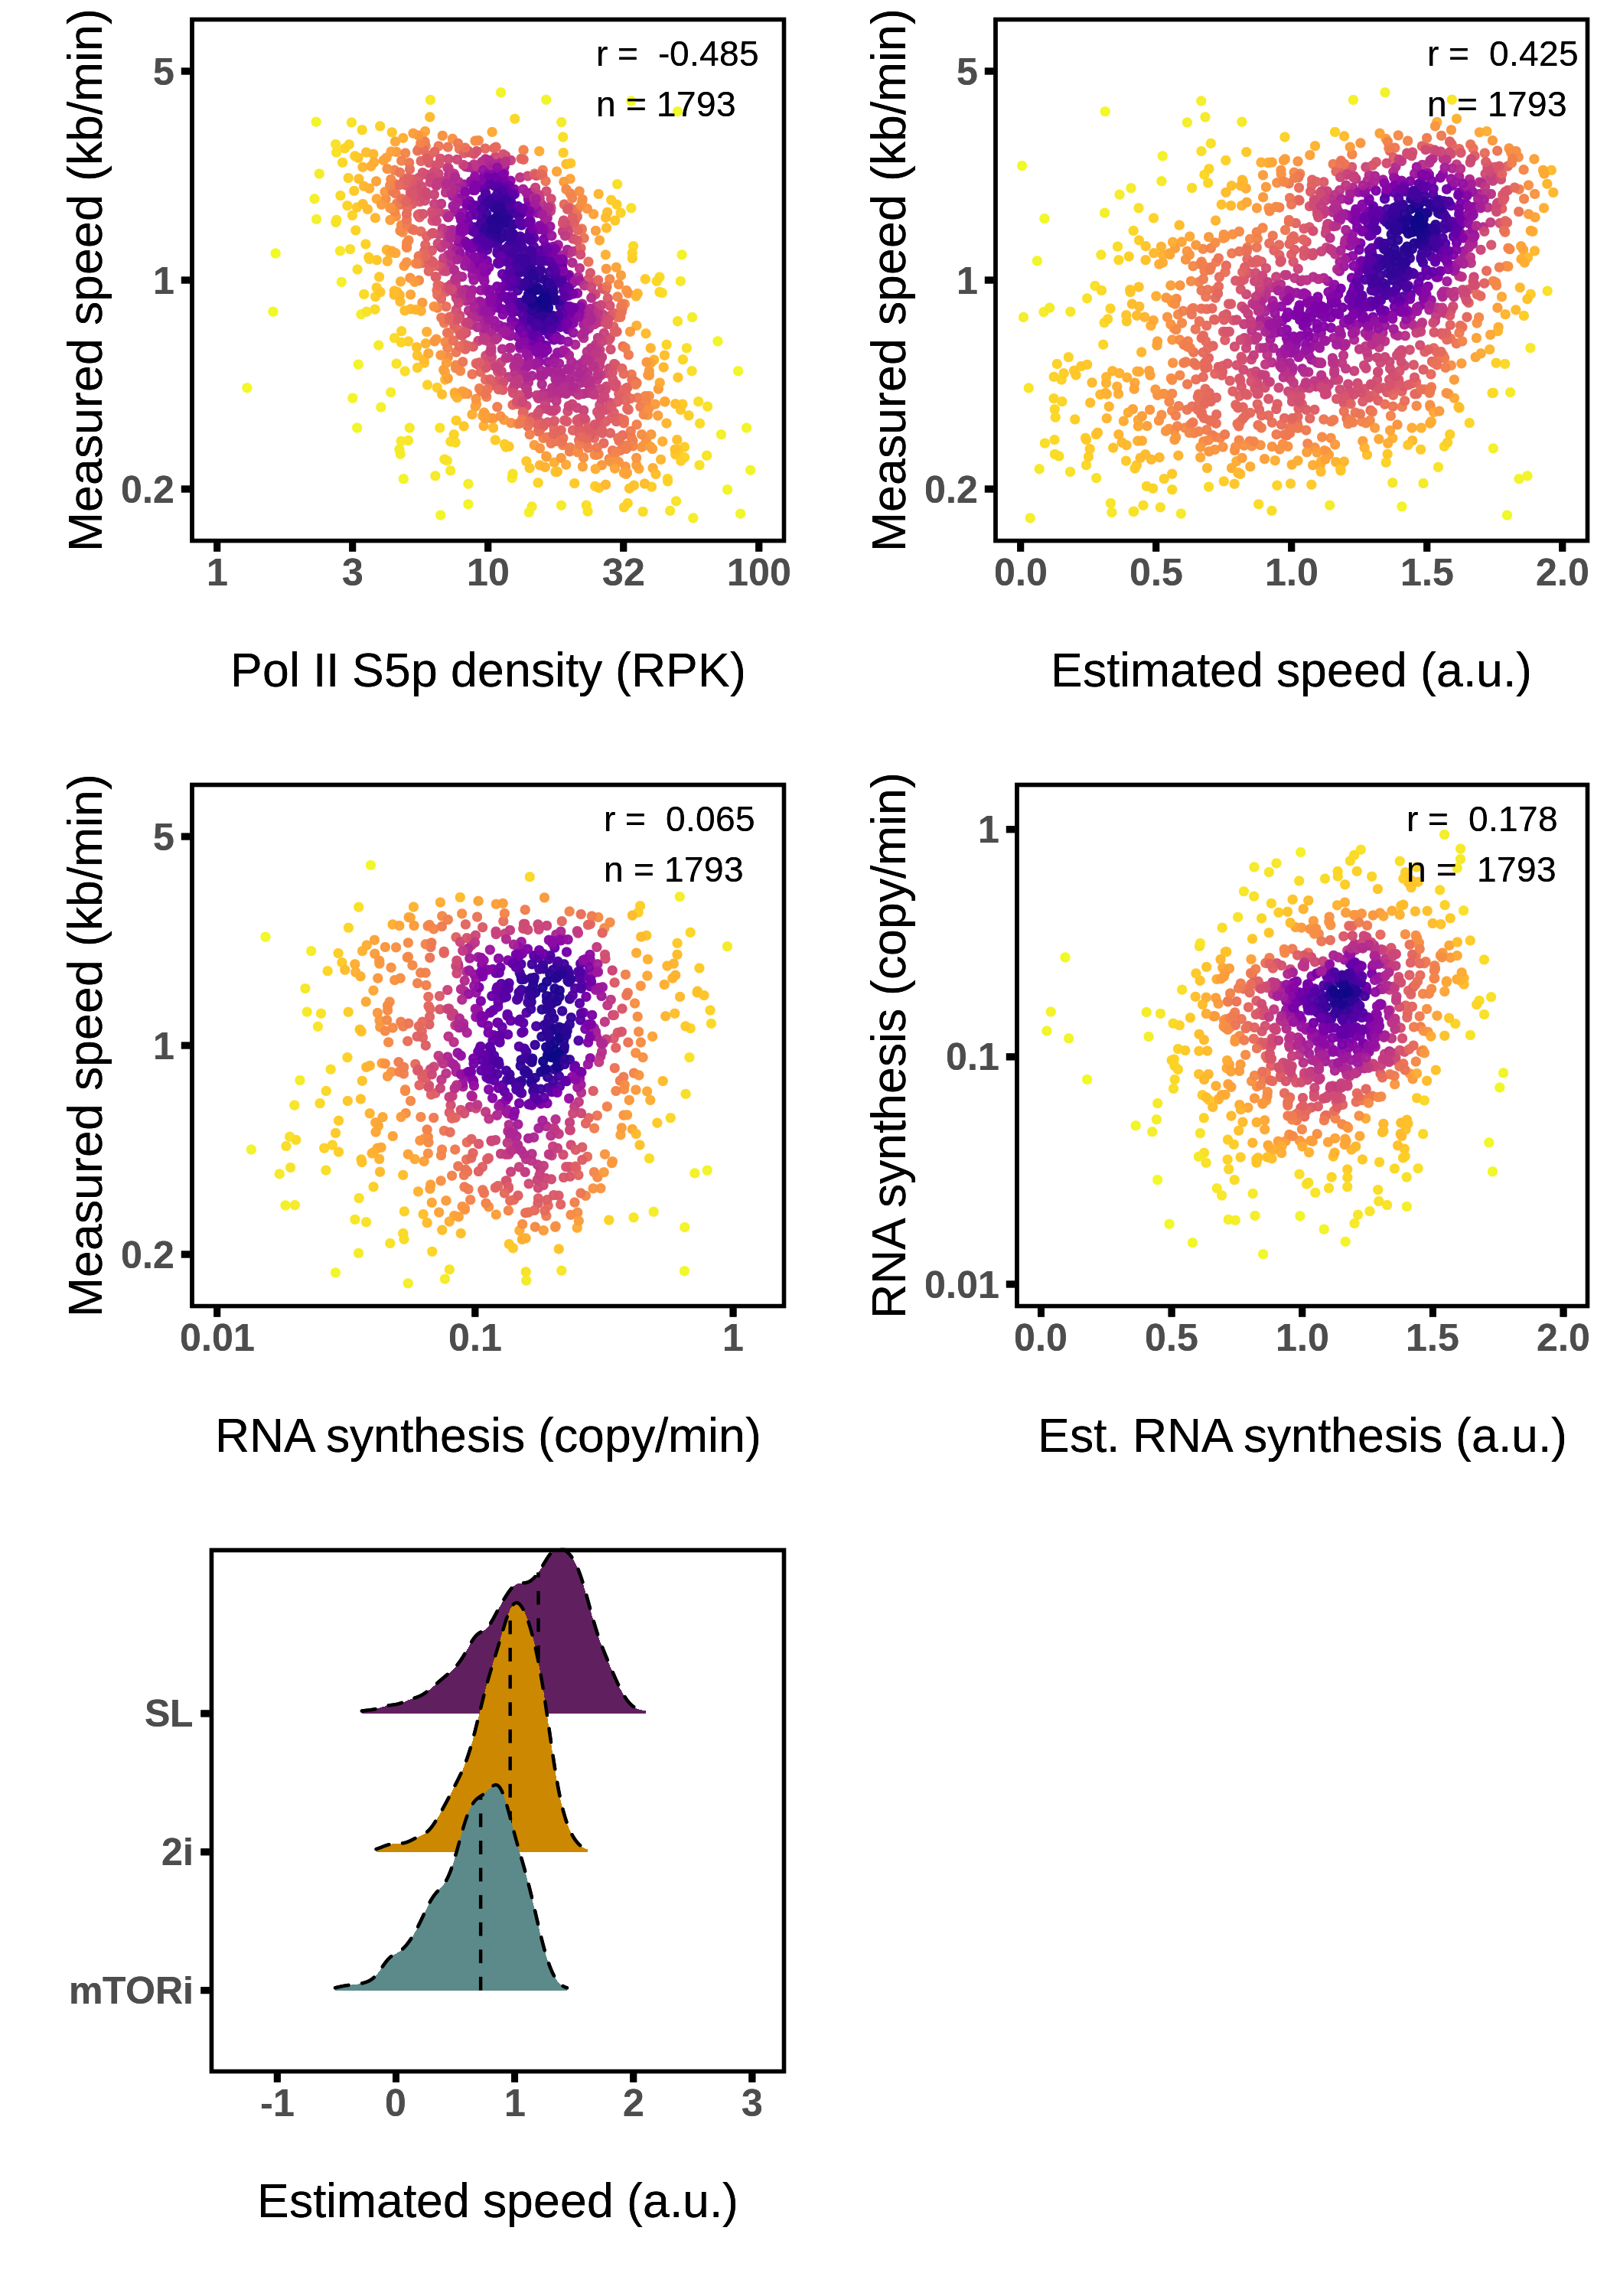 Measured speed (kb/min)
5
1
0.2
r = -0.485
n = 1793
1 3 10 32 100
Pol II S5p density (RPK)
Measured speed (kb/min)
5
1
0.2
r = 0.425
n = 1793
0.0 0.5 1.0 1.5 2.0
Estimated speed (a.u.)
Measured speed (kb/min)
5
1
0.2
r = 0.065
n = 1793
0.01 0.1 1
RNA synthesis (copy/min)
RNA synthesis (copy/min)
1
0.1
0.01
r = 0.178
n = 1793
0.0 0.5 1.0 1.5 2.0
Est. RNA synthesis (a.u.)
SL
2i
mTORi
-1 0 1 2 3
Estimated speed (a.u.)